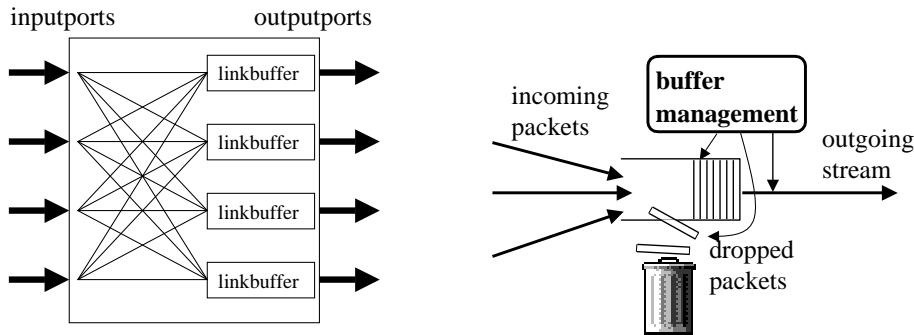 inputports
outputports
linkbuffer
linkbuffer
linkbuffer
linkbuffer
incoming
packets
buffer
management
outgoing
stream
dropped
packets